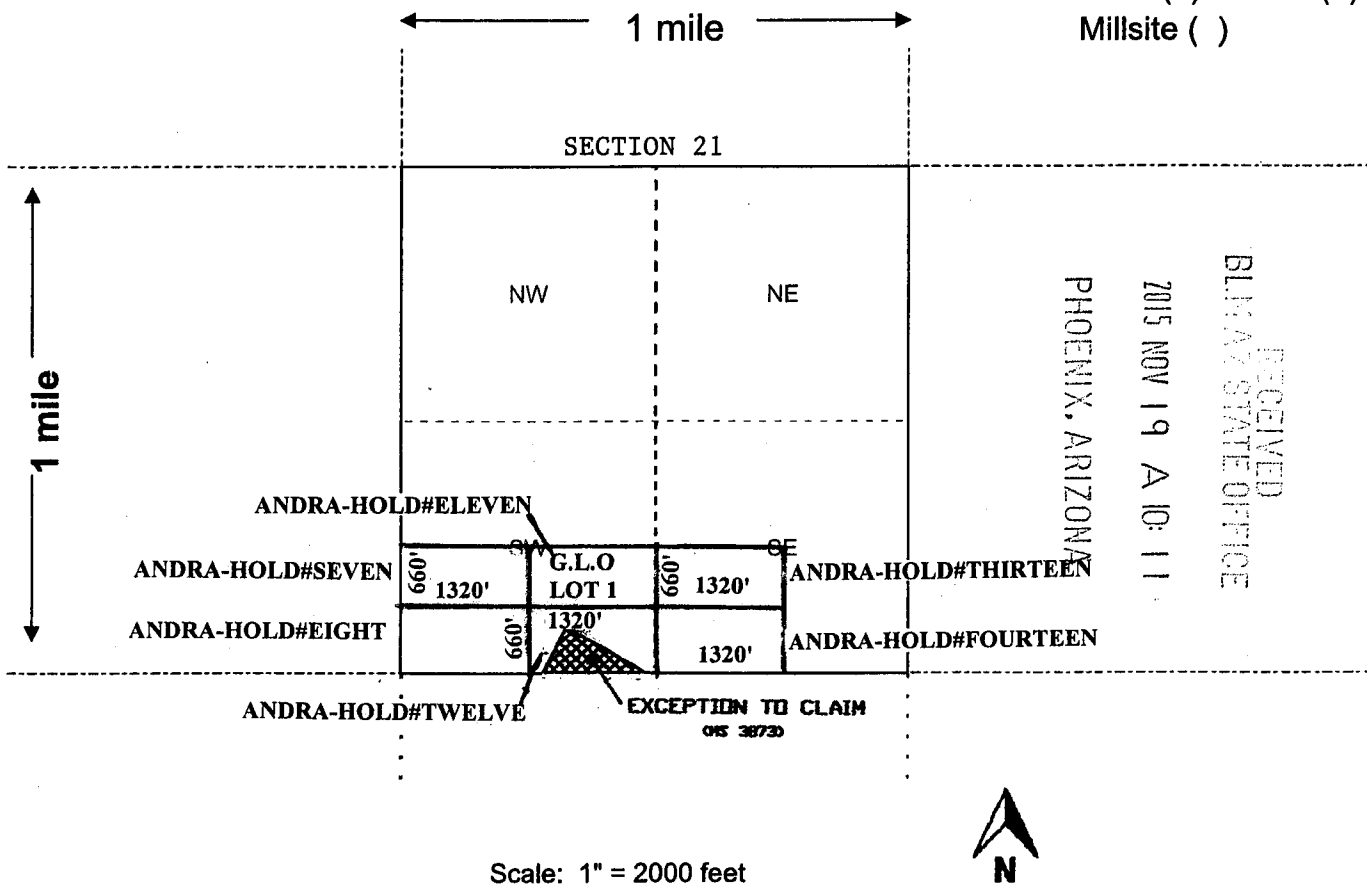 1 mile
Millsite ( )
SECTION 21
1 mile
NW
NE
RECEIVED
BLM AZ STATE OFFICE
2015 NOV 19 A 10: 11
PHOENIX, ARIZONA
ANDRA-HOLD#ELEVEN
SW
SE
ANDRA-HOLD#SEVEN
660'
1320'
G.L.O
LOT 1
660'
1320'
ANDRA-HOLD#THIRTEEN
ANDRA-HOLD#EIGHT
660'
1320'
1320'
ANDRA-HOLD#FOURTEEN
ANDRA-HOLD#TWELVE
EXCEPTION TO CLAIM
(MS 3873)
N
Scale: 1" = 2000 feet